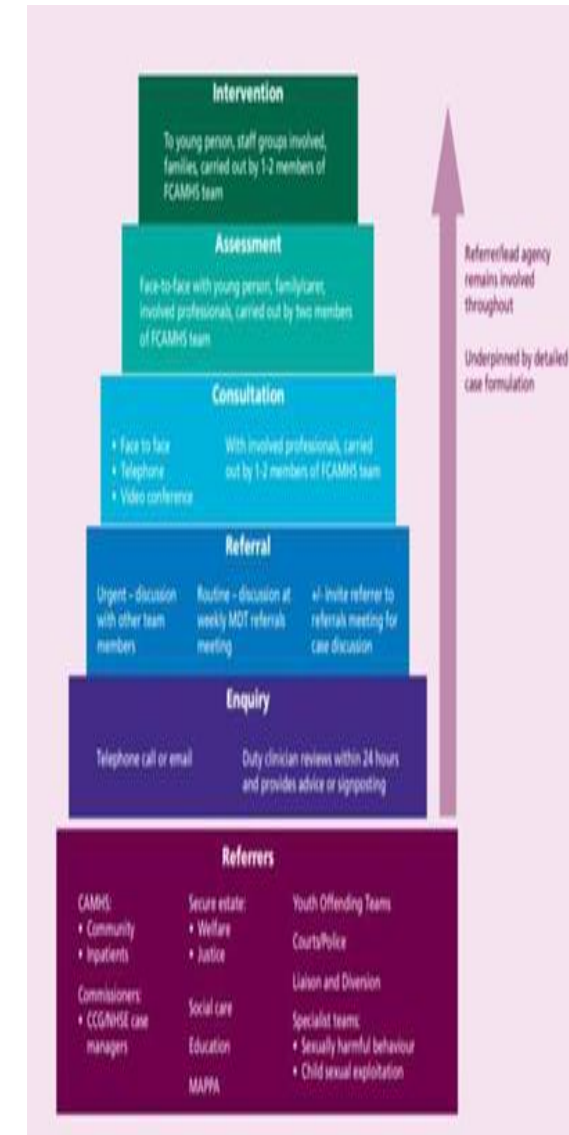 Intervention
To young person, staff groups involved,
families, carried out by 1-2 members of
FCAMHS team
Assessment
Face-to-face with young person, family/carer,
involved professionals, carried out by two members
of FCAMHS team
Consultation
• Face to face
• Telephone
• Video conference
With involved professionals, carried
out by 1-2 members of FCAMHS team
Referral
Urgent – discussion
with other team
members
Routine – discussion at
weekly MDT referrals
meeting
+/- Invite referrer to
referrals meeting for
case discussion
Enquiry
Telephone call or email
Duty clinician reviews within 24 hours
and provides advice or signposting
Referrers
CAMHS:
• Community
• Inpatients
Commissioners:
• CCG/NHSE case
managers
Secure estate:
• Welfare
• Justice
Social care
Education
MAPPA
Youth Offending Teams
Courts/Police
Liaison and Diversion
Specialist teams:
• Sexually harmful behaviour
• Child sexual exploitation
Referrer/lead agency
remains involved
throughout
Underpinned by detailed
case formulation